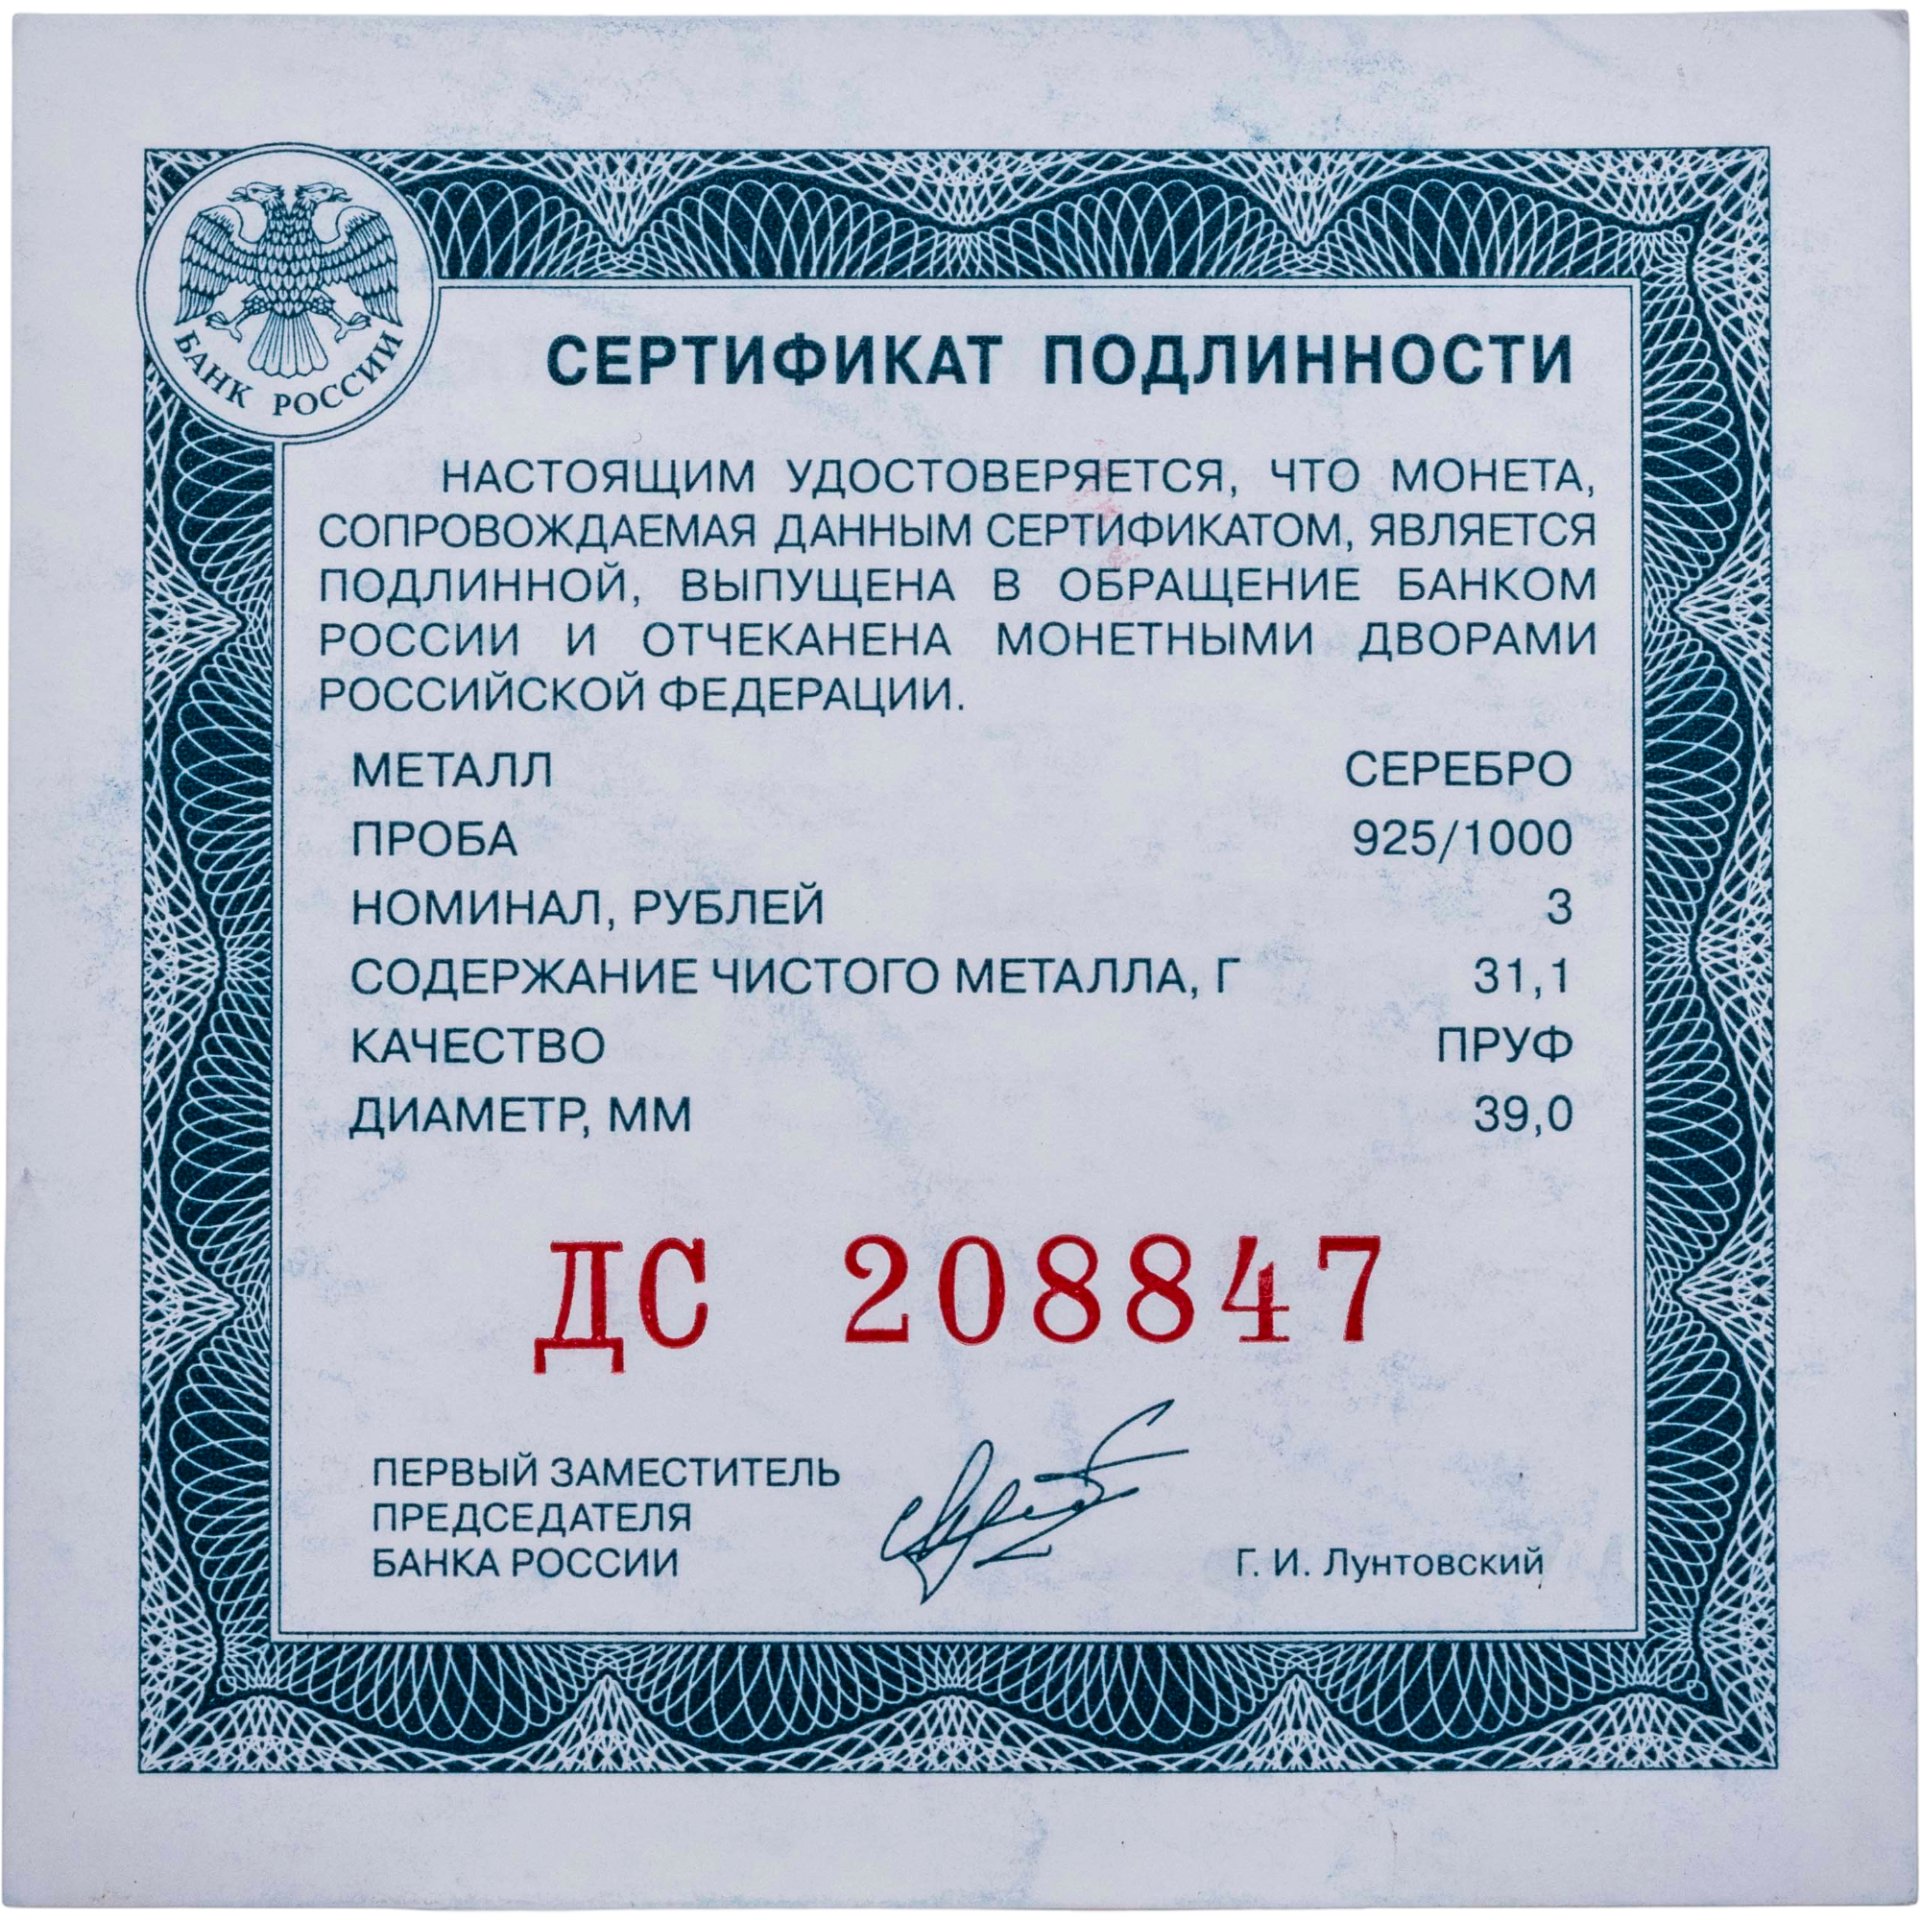 БАНК РОССИИ
СЕРТИФИКАТ ПОДЛИННОСТИ
НАСТОЯЩИМ УДОСТОВЕРЯЕТСЯ, ЧТО МОНЕТА,
СОПРОВОЖДАЕМАЯ ДАННЫМ СЕРТИФИКАТОМ, ЯВЛЯЕТСЯ
ПОДЛИННОЙ, ВЫПУЩЕНА В ОБРАЩЕНИЕ БАНКОМ
РОССИИ И ОТЧЕКАНЕНА МОНЕТНЫМИ ДВОРАМИ
РОССИЙСКОЙ ФЕДЕРАЦИИ.
МЕТАЛЛ СЕРЕБРО
ПРОБА 925/1000
НОМИНАЛ, РУБЛЕЙ 3
СОДЕРЖАНИЕ ЧИСТОГО МЕТАЛЛА, Г 31,1
КАЧЕСТВО ПРУФ
ДИАМЕТР, ММ 39,0
ДС 208847
ПЕРВЫЙ ЗАМЕСТИТЕЛЬ
ПРЕДСЕДАТЕЛЯ
БАНКА РОССИИ Г. И. Лунтовский